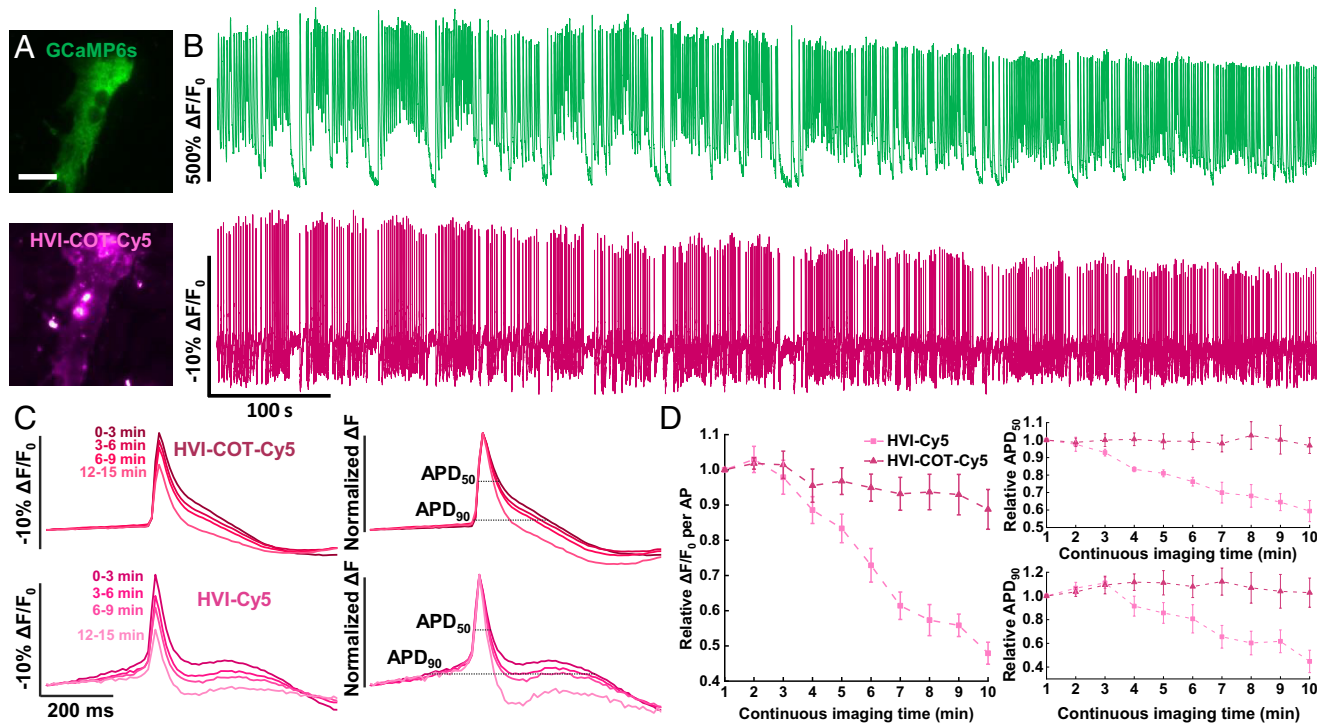 A
GCaMP6s
B
500% ΔF/F0
HVI-COT-Cy5
-10% ΔF/F0
100 s
C
0-3 min
3-6 min
6-9 min
12-15 min
HVI-COT-Cy5
-10% ΔF/F0
Normalized ΔF
APD50
APD90
0-3 min
3-6 min
6-9 min
12-15 min
HVI-Cy5
-10% ΔF/F0
200 ms
Normalized ΔF
APD50
APD90
D
HVI-Cy5
HVI-COT-Cy5
Relative ΔF/F0 per AP
1.1
1.0
0.9
0.8
0.7
0.6
0.5
0.4
1 2 3 4 5 6 7 8 9 10
Continuous imaging time (min)
Relative APD50
1.1
1.0
0.9
0.8
0.7
0.6
0.5
1 2 3 4 5 6 7 8 9 10
Continuous imaging time (min)
Relative APD90
1.2
1.0
0.8
0.6
0.4
1 2 3 4 5 6 7 8 9 10
Continuous imaging time (min)